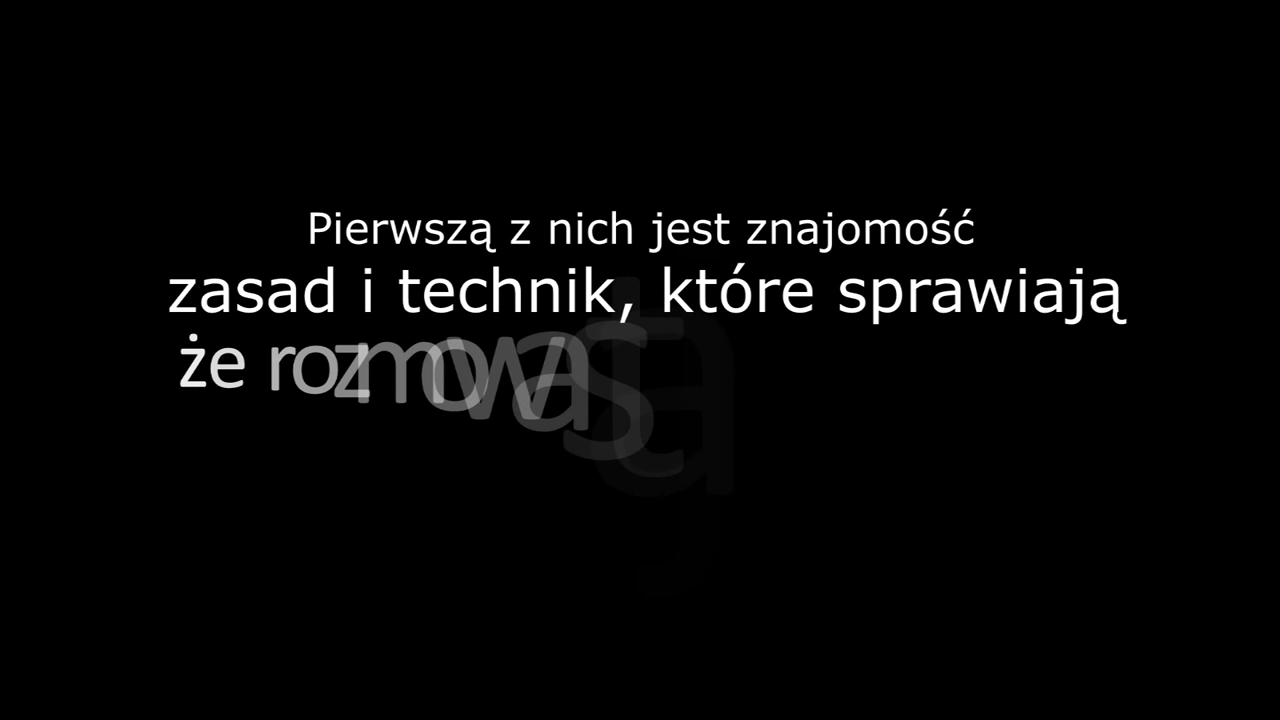 Pierwszą z nich jest znajomość
zasad i technik, które sprawiają
że rozmowa